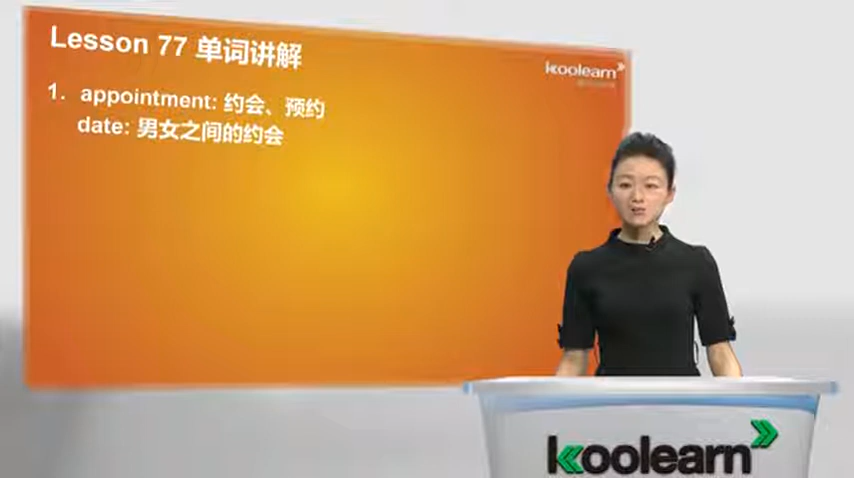 Lesson 77 单词讲解
koolearn
1. appointment: 约会、预约
date: 男女之间的约会
koolearn